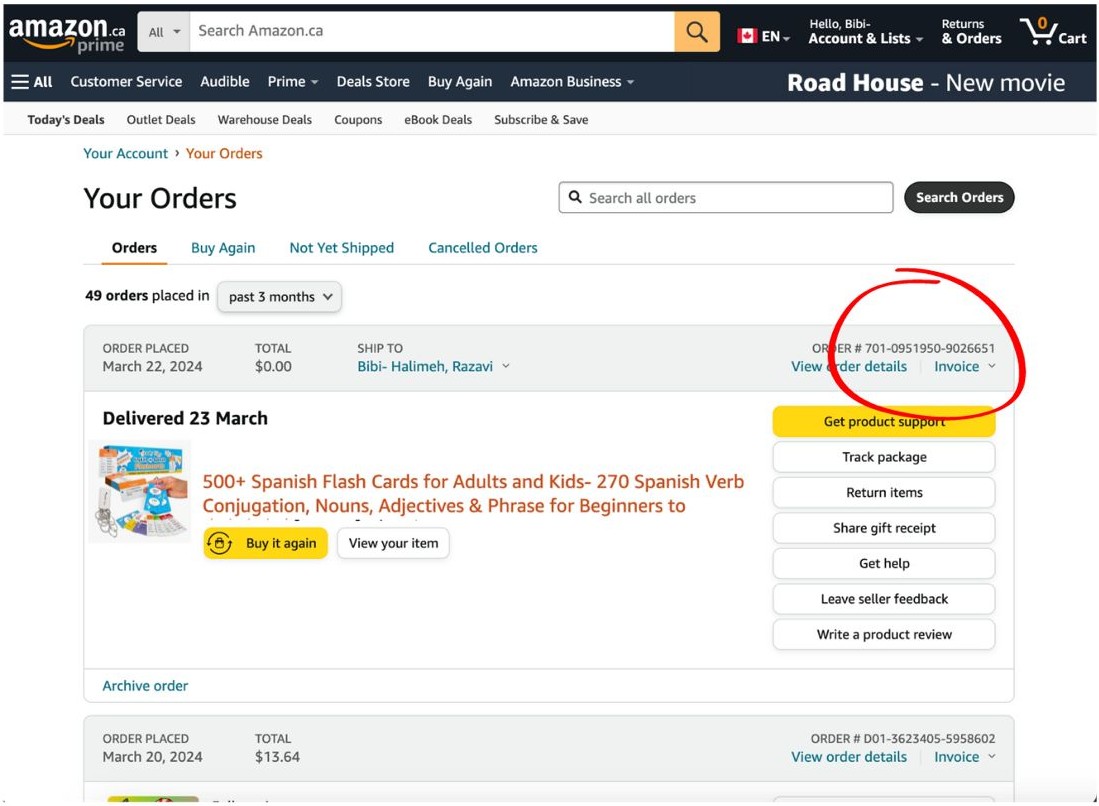 amazon.ca
prime
All
Search Amazon.ca
EN
Hello, Bibi-
Account & Lists
Returns
& Orders
0
Cart
All Customer Service Audible Prime Deals Store Buy Again Amazon Business
Road House - New movie
Today's Deals Outlet Deals Warehouse Deals Coupons eBook Deals Subscribe & Save
Your Account › Your Orders
Your Orders
Search all orders
Search Orders
Orders Buy Again Not Yet Shipped Cancelled Orders
49 orders placed in past 3 months
ORDER PLACED TOTAL SHIP TO ORDER # 701-0951950-9026651
March 22, 2024 $0.00 Bibi- Halimeh, Razavi View order details Invoice
Delivered 23 March
500+ Spanish Flash Cards for Adults and Kids- 270 Spanish Verb
Conjugation, Nouns, Adjectives & Phrase for Beginners to
Buy it again View your item
Get product support
Track package
Return items
Share gift receipt
Get help
Leave seller feedback
Write a product review
Archive order
ORDER PLACED TOTAL ORDER # D01-3623405-5958602
March 20, 2024 $13.64 View order details Invoice